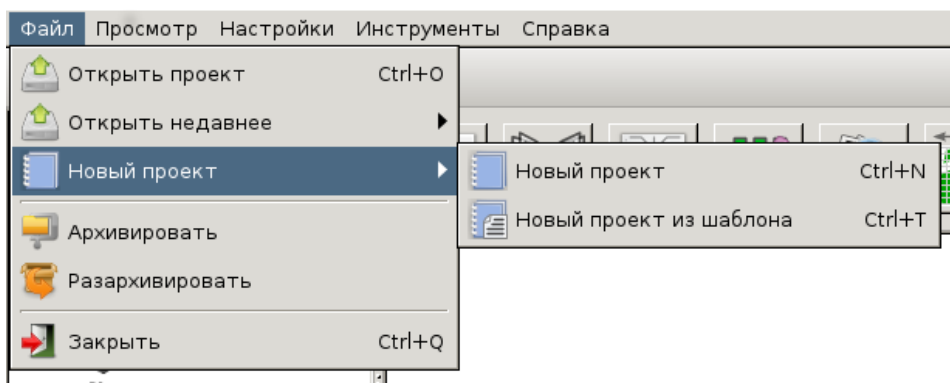 Файл Просмотр Настройки Инструменты Справка
Открыть проект Ctrl+O
Открыть недавнее
Новый проект
Новый проект Ctrl+N
Новый проект из шаблона Ctrl+T
Архивировать
Разархивировать
Закрыть Ctrl+Q